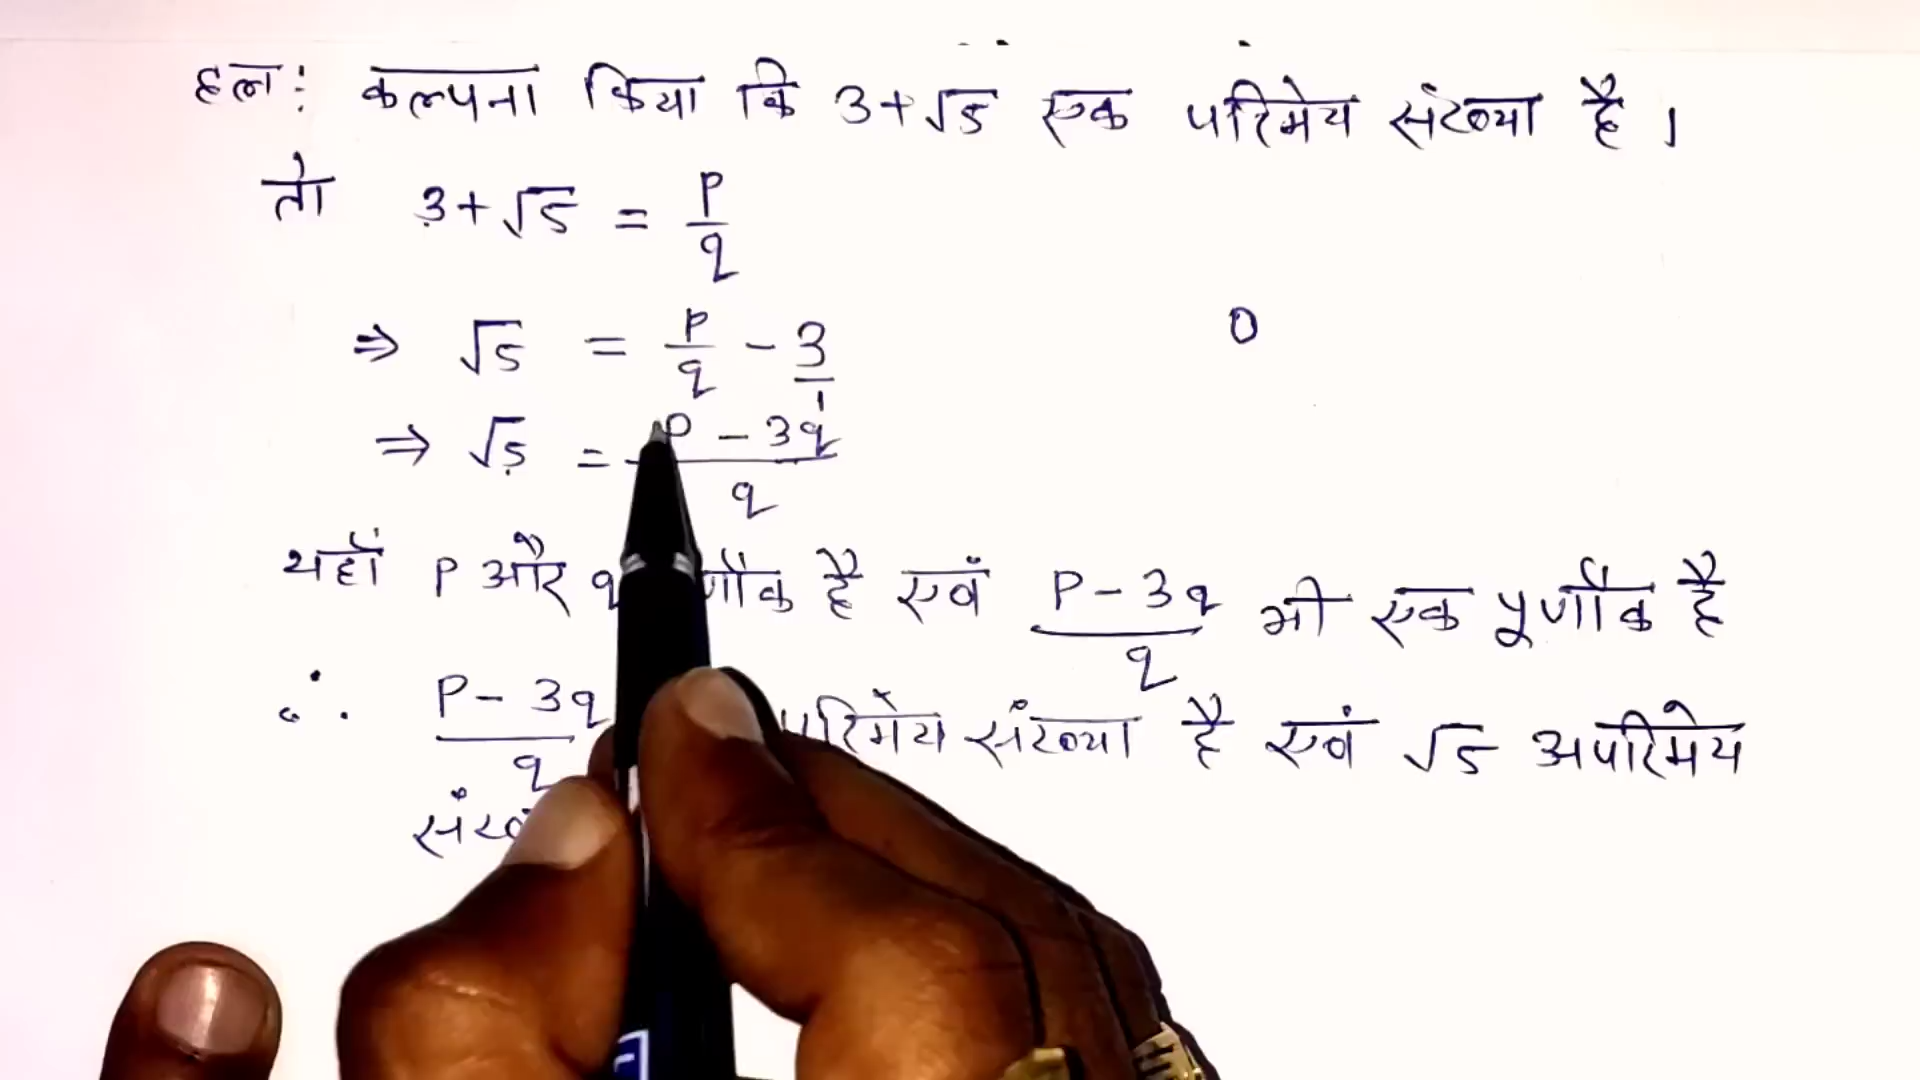 हल: कल्पना किया कि 3+√5 एक परिमेय संख्या है ।
तो 3+√5 = p/q
⇒ √5 = p/q - 3/1
0
⇒ √5 = p - 3q / q
यहाँ p और q है एवं p - 3q / q भी एक पूर्णांक है
∴ p - 3q / q परिमेय संख्या है एवं √5 अपरिमेय